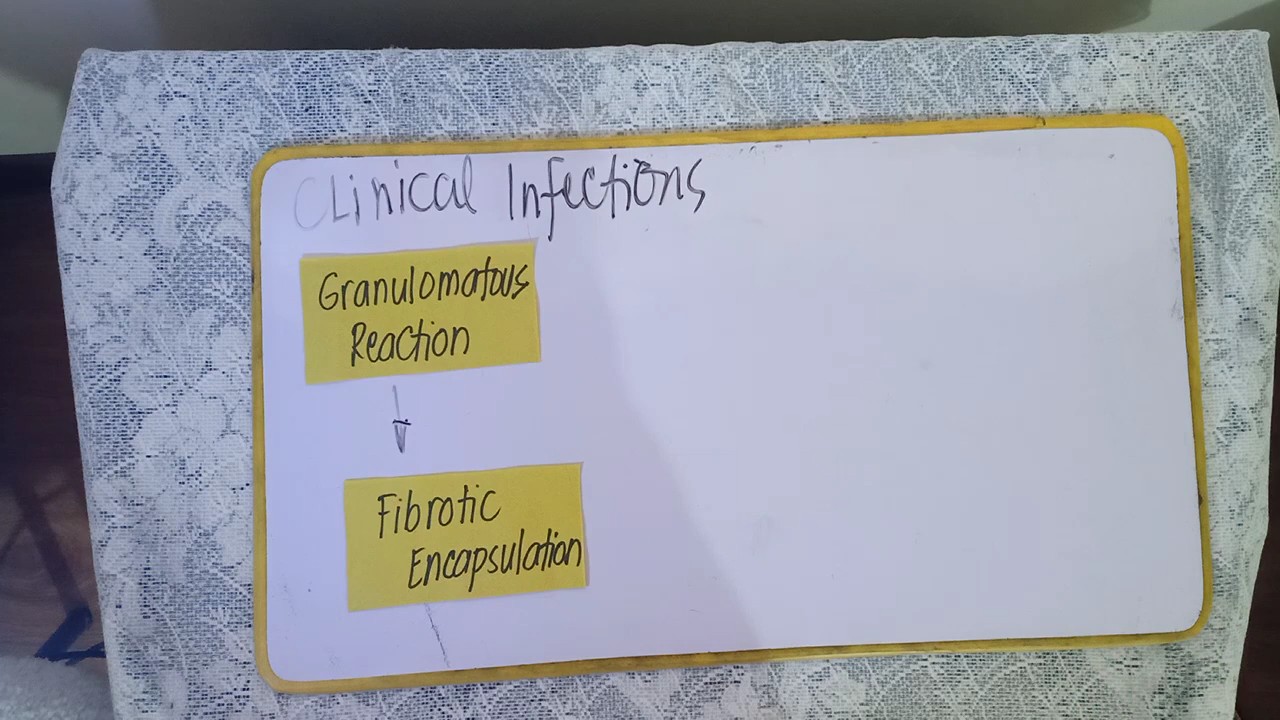 Clinical Infections
Granulomatous
Reaction
Fibrotic
Encapsulation